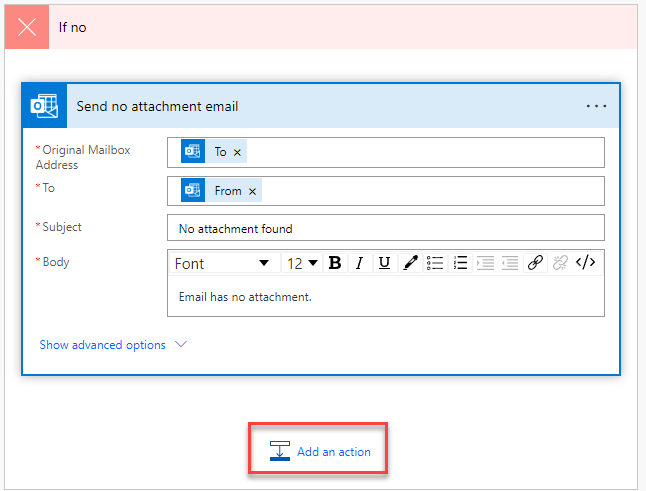 If no
Send no attachment email
* Original Mailbox
Address
To ×
* To
From ×
* Subject
No attachment found
* Body
Font 12 B I U </>
Email has no attachment.
Show advanced options
Add an action